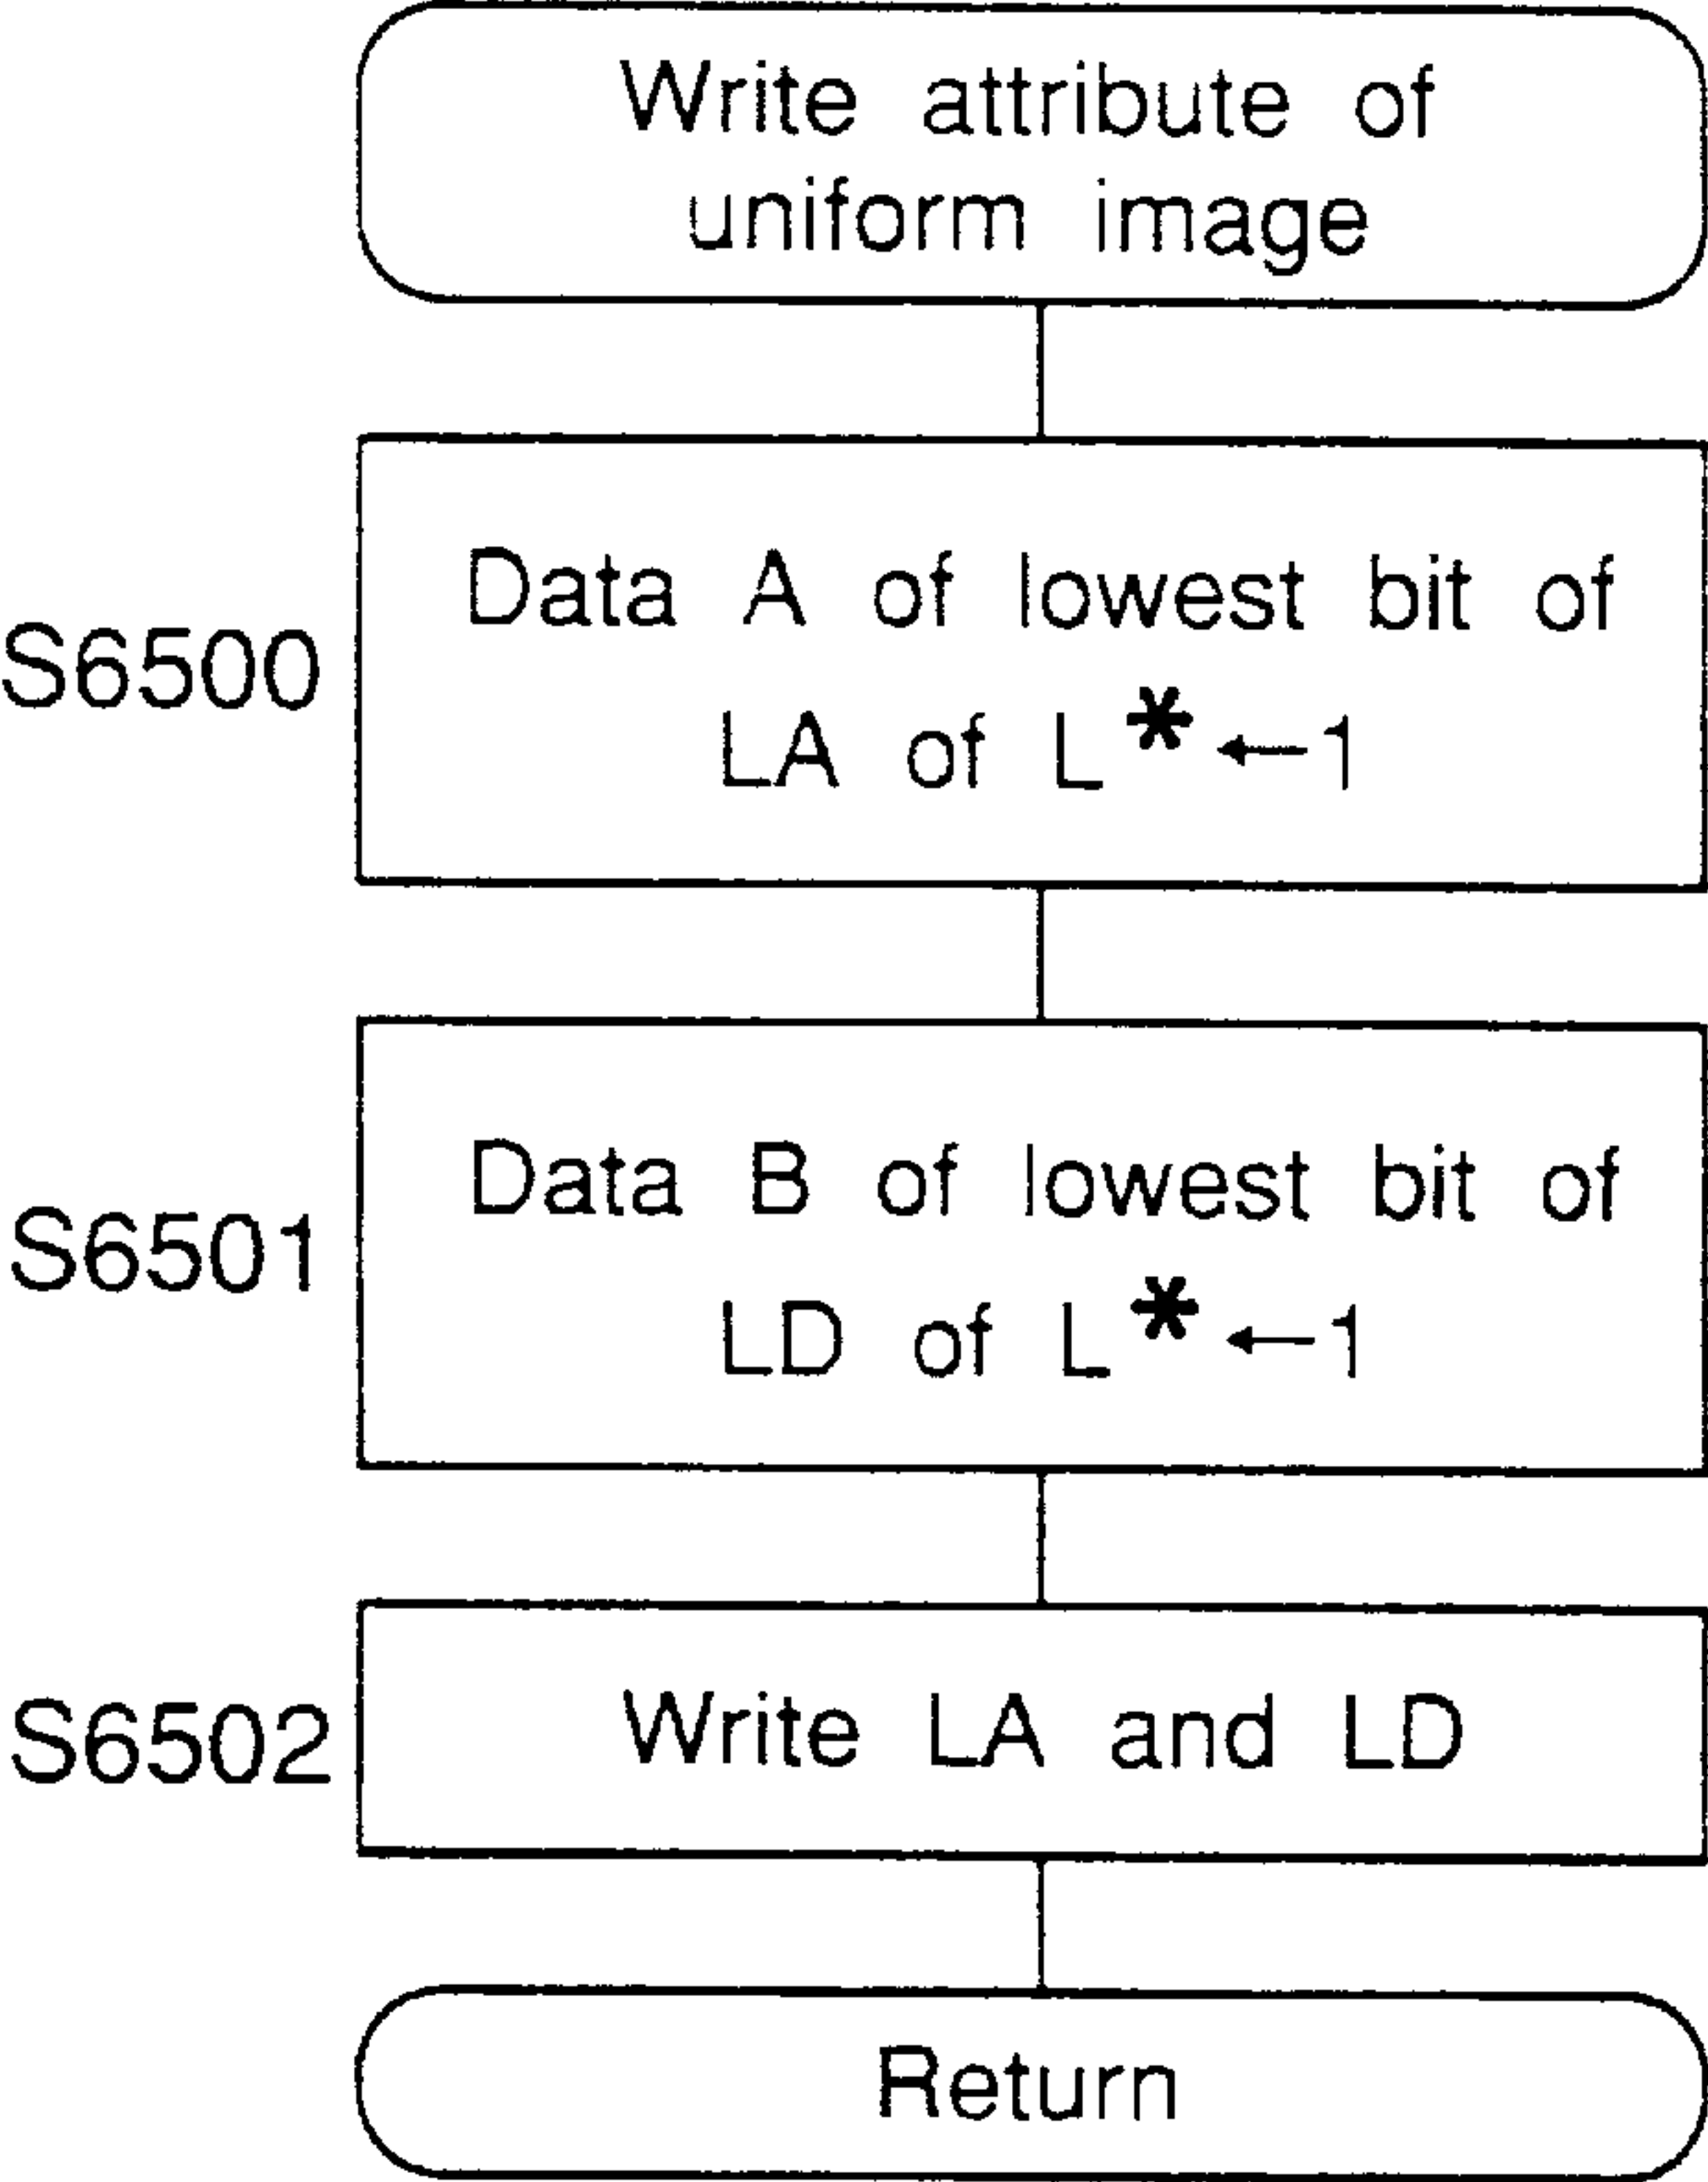 Write attribute of
uniform image
S6500
Data A of lowest bit of
LA of L*←1
S6501
Data B of lowest bit of
LD of L*←1
S6502
Write LA and LD
Return